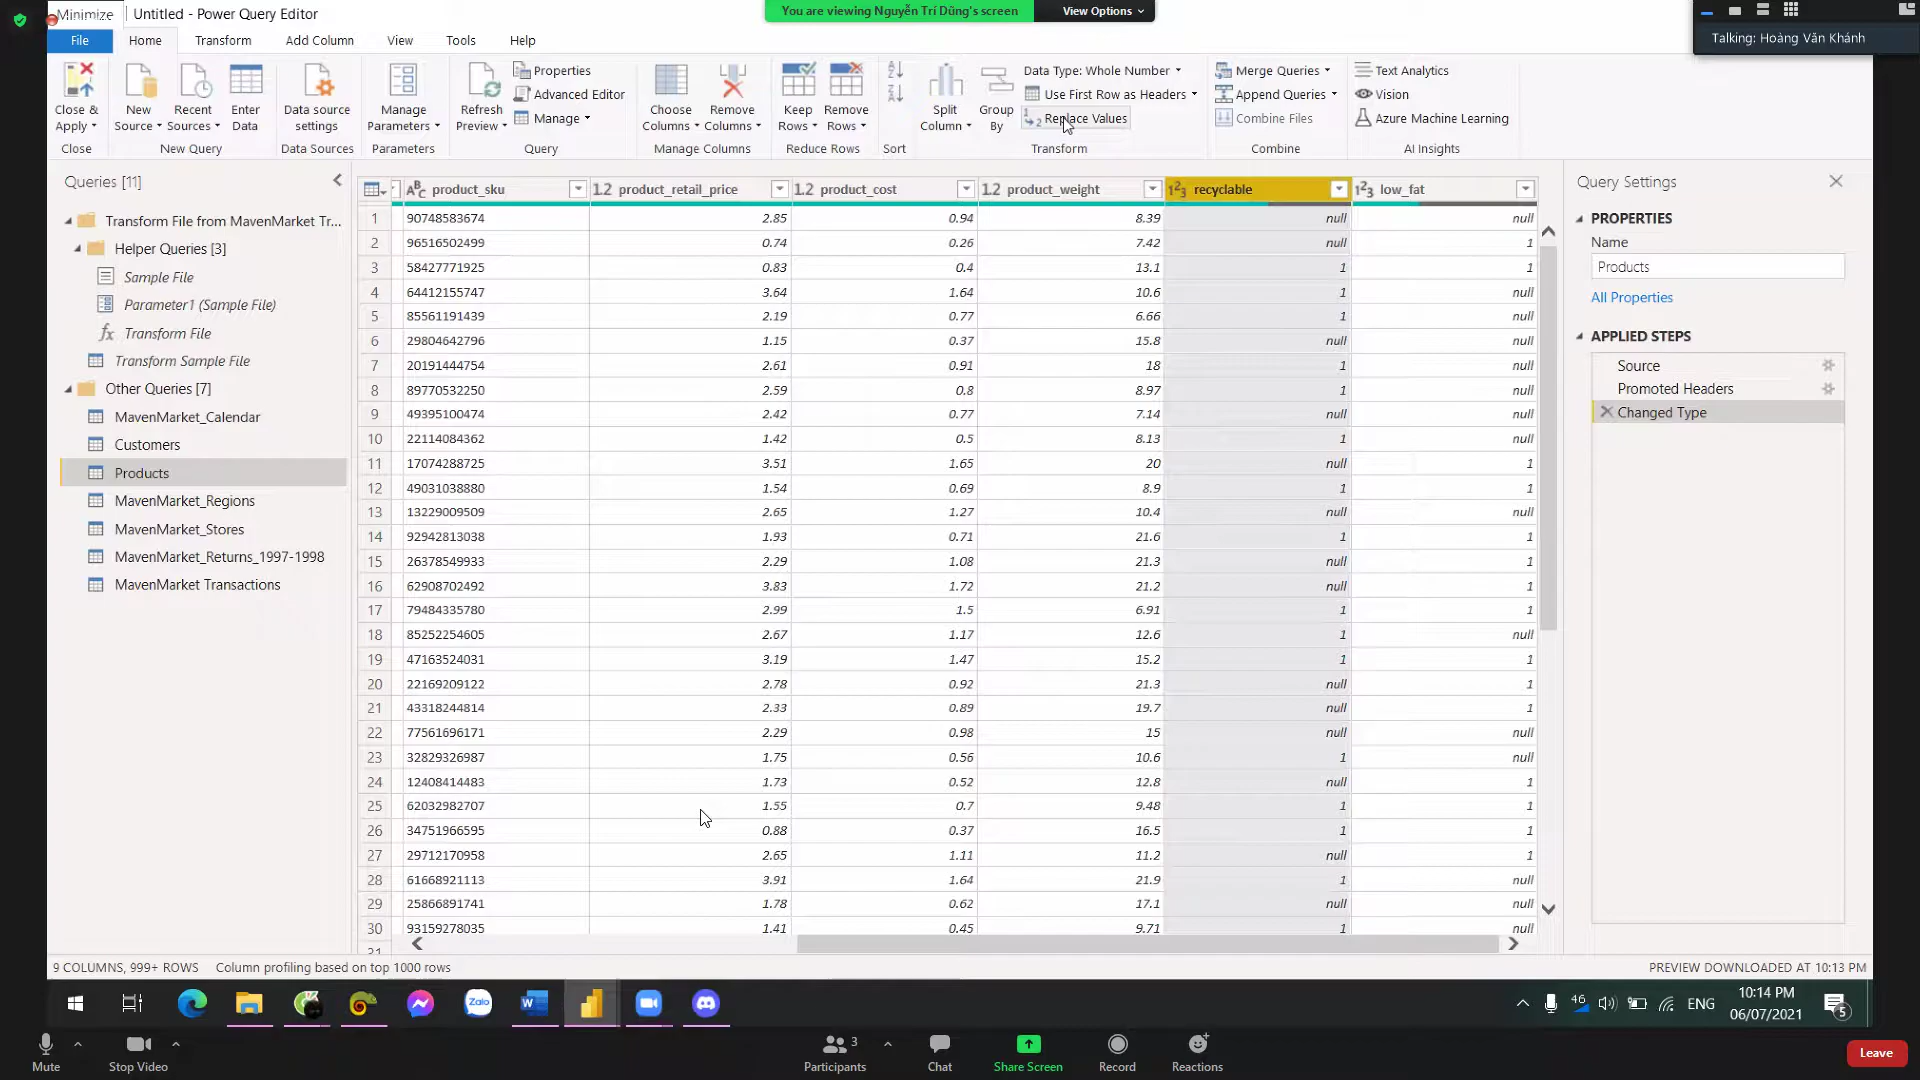 Minimize
Untitled - Power Query Editor
You are viewing Nguyễn Trí Dũng's screen
View Options
Talking: Hoàng Văn Khánh
File
Home
Transform
Add Column
View
Tools
Help
Close & Apply
New Source
Recent Sources
Enter Data
Data source settings
Manage Parameters
Refresh Preview
Properties
Advanced Editor
Manage
Choose Columns
Remove Columns
Keep Rows
Remove Rows
Split Column
Group By
Data Type: Whole Number
Use First Row as Headers
Replace Values
Merge Queries
Append Queries
Combine Files
Text Analytics
Vision
Azure Machine Learning
Close
New Query
Data Sources
Parameters
Query
Manage Columns
Reduce Rows
Sort
Transform
Combine
AI Insights
Queries [11]
Transform File from MavenMarket Tr...
Helper Queries [3]
Sample File
Parameter1 (Sample File)
fx Transform File
Transform Sample File
Other Queries [7]
MavenMarket_Calendar
Customers
Products
MavenMarket_Regions
MavenMarket_Stores
MavenMarket_Returns_1997-1998
MavenMarket Transactions
ABC product_sku 1.2 product_retail_price 1.2 product_cost 1.2 product_weight 123 recyclable 123 low_fat
1 90748583674 2.85 0.94 8.39 null null
2 96516502499 0.74 0.26 7.42 null 1
3 58427771925 0.83 0.4 13.1 1 1
4 64412155747 3.64 1.64 10.6 1 null
5 85561191439 2.19 0.77 6.66 1 null
6 29804642796 1.15 0.37 15.8 null null
7 20191444754 2.61 0.91 18 1 null
8 89770532250 2.59 0.8 8.97 1 null
9 49395100474 2.42 0.77 7.14 null null
10 22114084362 1.42 0.5 8.13 1 null
11 17074288725 3.51 1.65 20 null 1
12 49031038880 1.54 0.69 8.9 1 1
13 13229009509 2.65 1.27 10.4 null null
14 92942813038 1.93 0.71 21.6 1 1
15 26378549933 2.29 1.08 21.3 null 1
16 62908702492 3.83 1.72 21.2 null 1
17 79484335780 2.99 1.5 6.91 1 1
18 85252254605 2.67 1.17 12.6 1 null
19 47163524031 3.19 1.47 15.2 1 1
20 22169209122 2.78 0.92 21.3 null 1
21 43318244814 2.33 0.89 19.7 null 1
22 77561696171 2.29 0.98 15 null null
23 32829326987 1.75 0.56 10.6 1 null
24 12408414483 1.73 0.52 12.8 null 1
25 62032982707 1.55 0.7 9.48 1 1
26 34751966595 0.88 0.37 16.5 1 1
27 29712170958 2.65 1.11 11.2 null 1
28 61668921113 3.91 1.64 21.9 1 null
29 25866891741 1.78 0.62 17.1 null null
30 93159278035 1.41 0.45 9.71 1 null
31
Query Settings
PROPERTIES
Name
Products
All Properties
APPLIED STEPS
Source
Promoted Headers
Changed Type
9 COLUMNS, 999+ ROWS
Column profiling based on top 1000 rows
PREVIEW DOWNLOADED AT 10:13 PM
Zalo
46
ENG
10:14 PM
06/07/2021
5
Mute
Stop Video
Participants
3
Chat
Share Screen
Record
Reactions
Leave